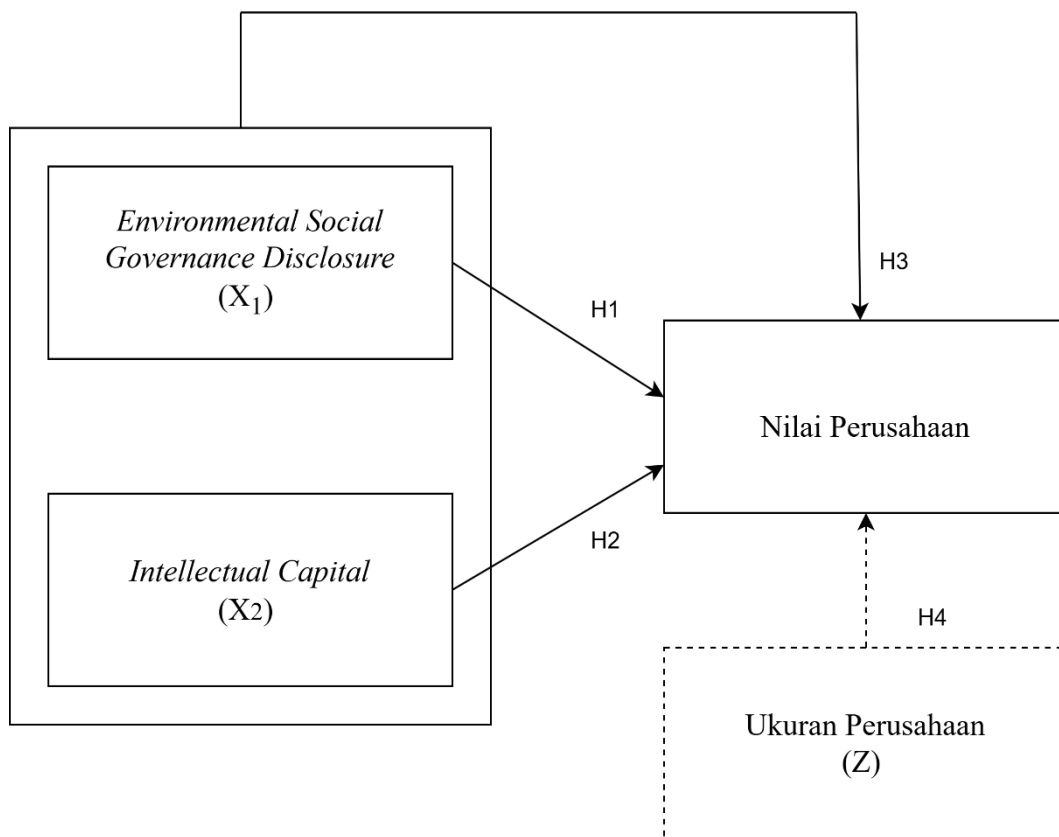 Environmental Social
Governance Disclosure
(X₁)
H1
H3
Nilai Perusahaan
Intellectual Capital
(X2)
H2
H4
Ukuran Perusahaan
(Z)